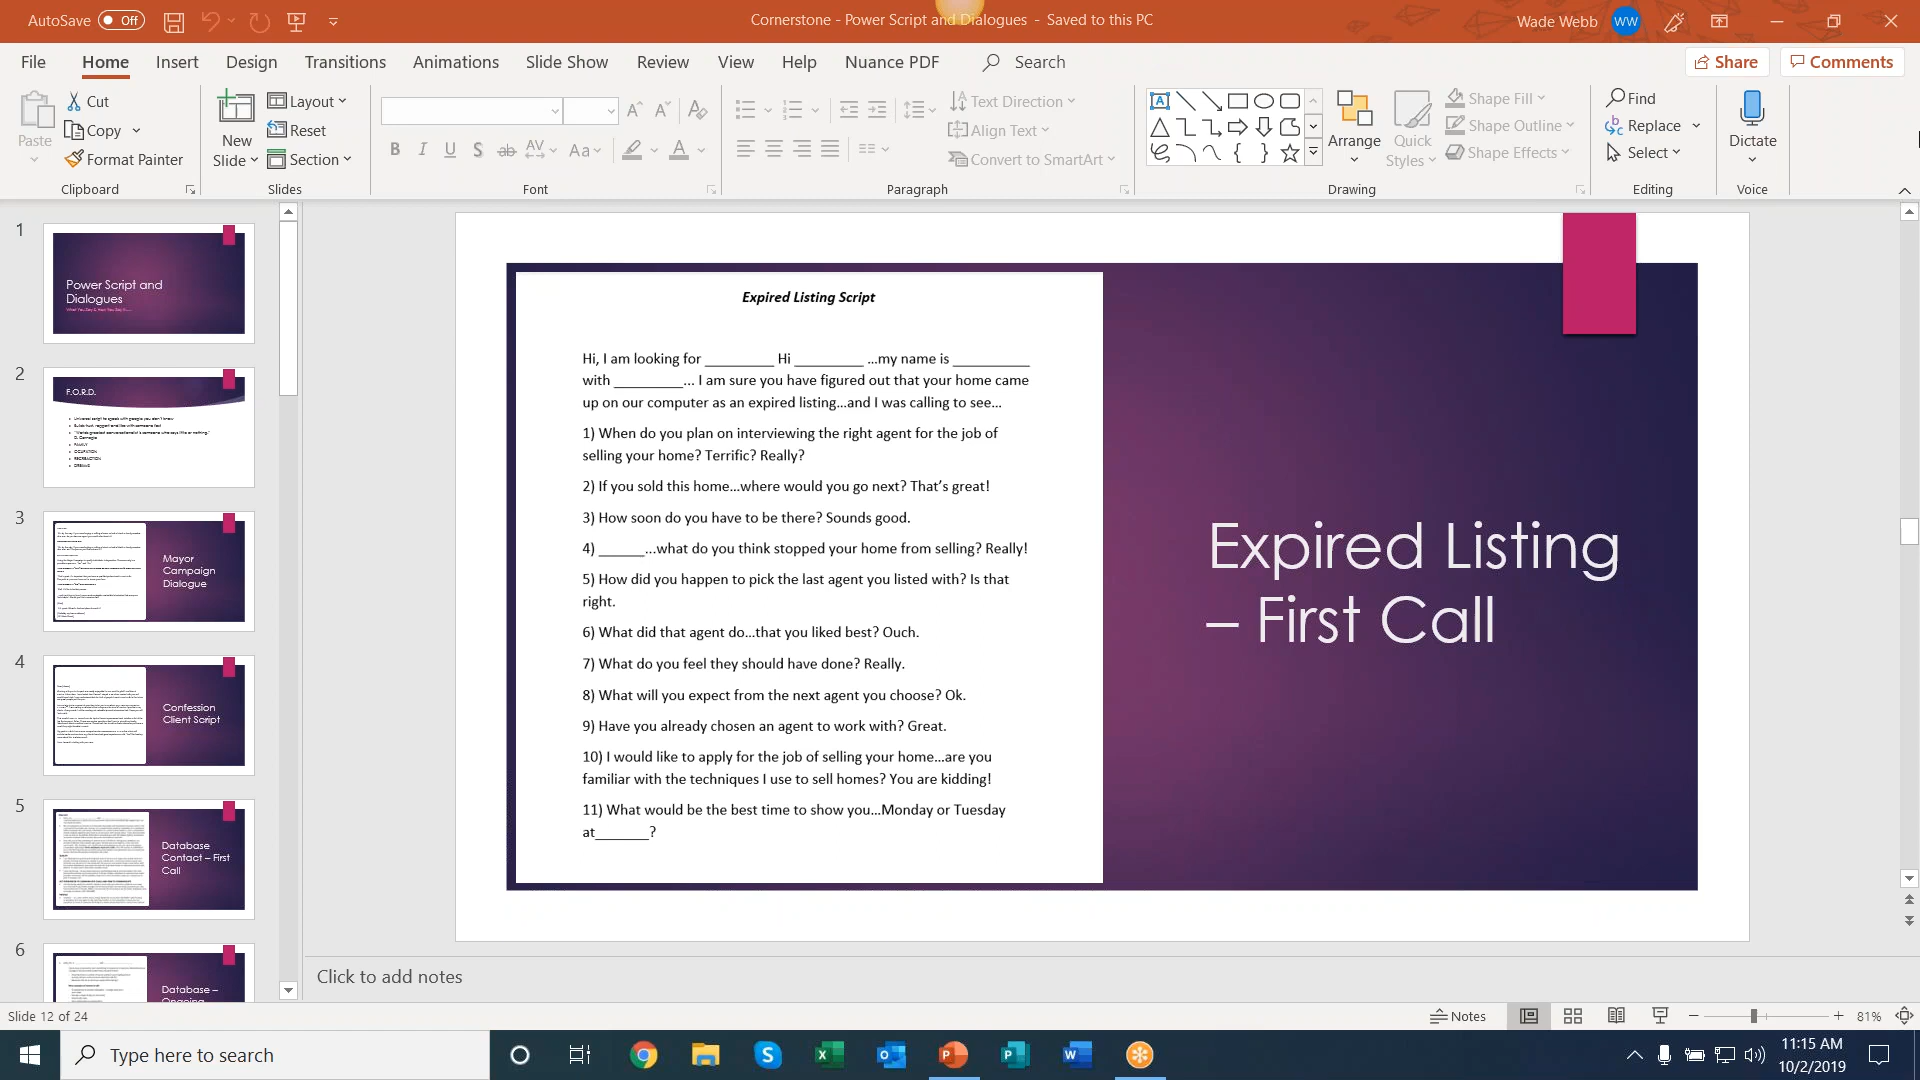 AutoSave Off
Cornerstone - Power Script and Dialogues - Saved to this PC
Wade Webb WW
File Home Insert Design Transitions Animations Slide Show Review View Help Nuance PDF Search Share Comments
Paste
Cut
Copy
Format Painter
Clipboard
New
Slide
Layout
Reset
Section
Slides
B I U S ab AV Aa A
Font
Text Direction
Align Text
Convert to SmartArt
Paragraph
Arrange
Quick
Styles
Shape Fill
Shape Outline
Shape Effects
Drawing
Find
Replace
Select
Editing
Dictate
Voice
1
Power Script and
Dialogues
2
F.O.R.D.
3
Mayor
Campaign
Dialogue
4
Confession
Client Script
5
Database
Contact – First
Call
6
Database –
Expired Listing Script
Hi, I am looking for _________ Hi _________ ...my name is __________
with _________... I am sure you have figured out that your home came
up on our computer as an expired listing...and I was calling to see...
1) When do you plan on interviewing the right agent for the job of
selling your home? Terrific? Really?
2) If you sold this home...where would you go next? That's great!
3) How soon do you have to be there? Sounds good.
4) ______...what do you think stopped your home from selling? Really!
5) How did you happen to pick the last agent you listed with? Is that
right.
6) What did that agent do...that you liked best? Ouch.
7) What do you feel they should have done? Really.
8) What will you expect from the next agent you choose? Ok.
9) Have you already chosen an agent to work with? Great.
10) I would like to apply for the job of selling your home...are you
familiar with the techniques I use to sell homes? You are kidding!
11) What would be the best time to show you...Monday or Tuesday
at_______?
Expired Listing
– First Call
Click to add notes
Slide 12 of 24
Notes
81%
Type here to search
11:15 AM
10/2/2019